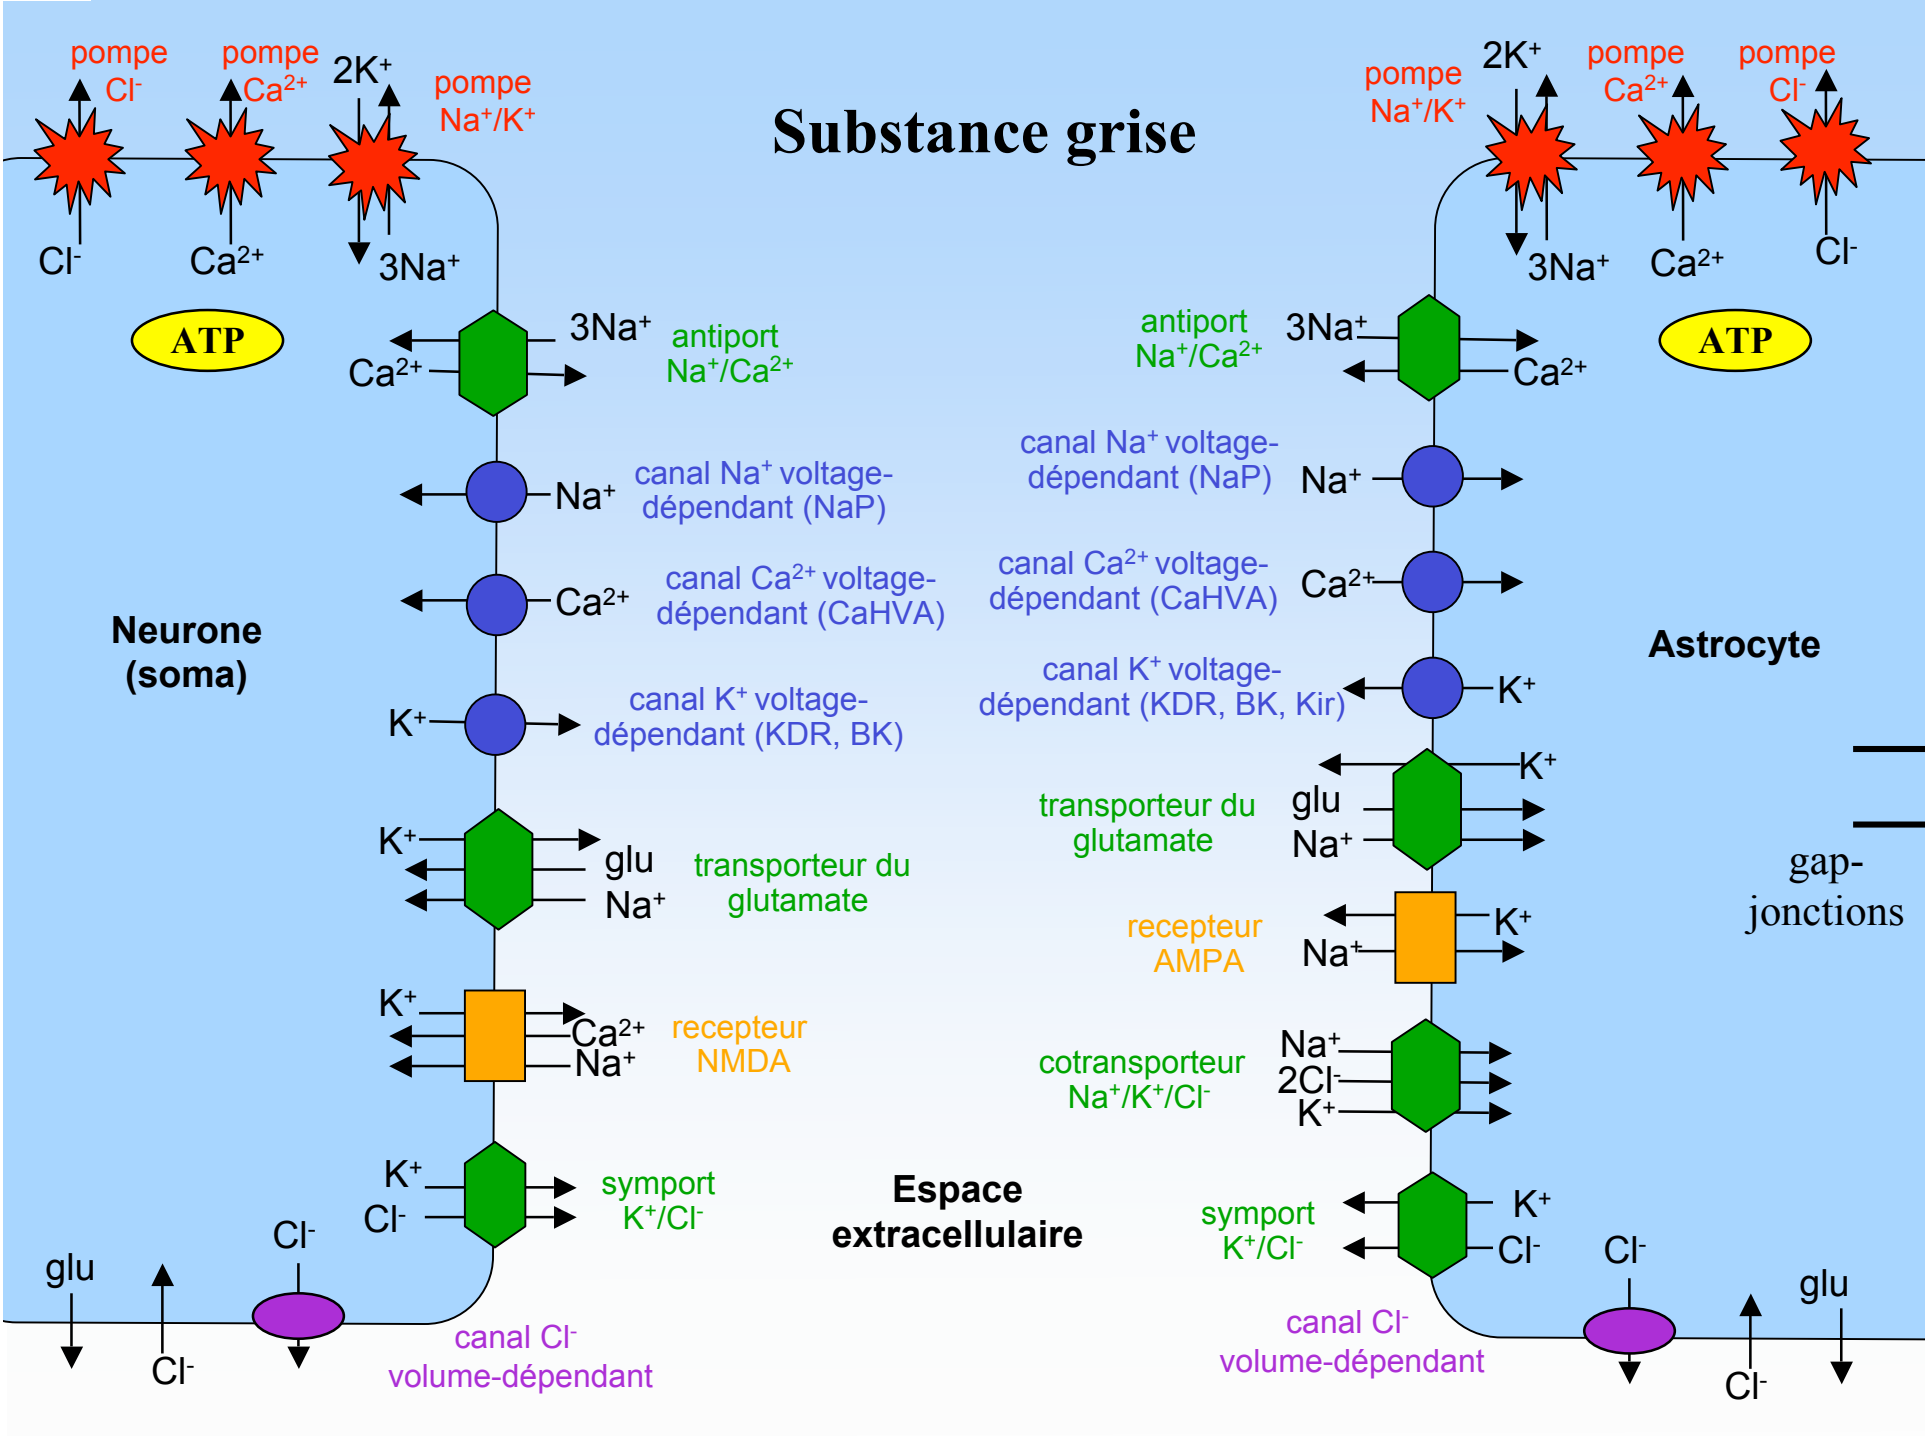 Substance grise
pompe
Cl⁻
pompe
Ca²⁺
2K⁺
pompe
Na⁺/K⁺
Cl⁻
Ca²⁺
3Na⁺
ATP
3Na⁺
Ca²⁺
antiport
Na⁺/Ca²⁺
Na⁺
canal Na⁺ voltage-
dépendant (NaP)
Ca²⁺
canal Ca²⁺ voltage-
dépendant (CaHVA)
Neurone
(soma)
K⁺
canal K⁺ voltage-
dépendant (KDR, BK)
K⁺
glu
Na⁺
transporteur du
glutamate
K⁺
Ca²⁺
Na⁺
recepteur
NMDA
K⁺
Cl⁻
symport
K⁺/Cl⁻
glu
Cl⁻
Cl⁻
canal Cl⁻
volume-dépendant
Espace
extracellulaire
pompe
Na⁺/K⁺
2K⁺
pompe
Ca²⁺
pompe
Cl⁻
3Na⁺
Ca²⁺
Cl⁻
ATP
antiport
Na⁺/Ca²⁺
3Na⁺
Ca²⁺
canal Na⁺ voltage-
dépendant (NaP)
Na⁺
canal Ca²⁺ voltage-
dépendant (CaHVA)
Ca²⁺
Astrocyte
canal K⁺ voltage-
dépendant (KDR, BK, Kir)
K⁺
transporteur du
glutamate
K⁺
glu
Na⁺
gap-
jonctions
recepteur
AMPA
K⁺
Na⁺
cotransporteur
Na⁺/K⁺/Cl⁻
Na⁺
2Cl⁻
K⁺
symport
K⁺/Cl⁻
K⁺
Cl⁻
canal Cl⁻
volume-dépendant
Cl⁻
Cl⁻
glu